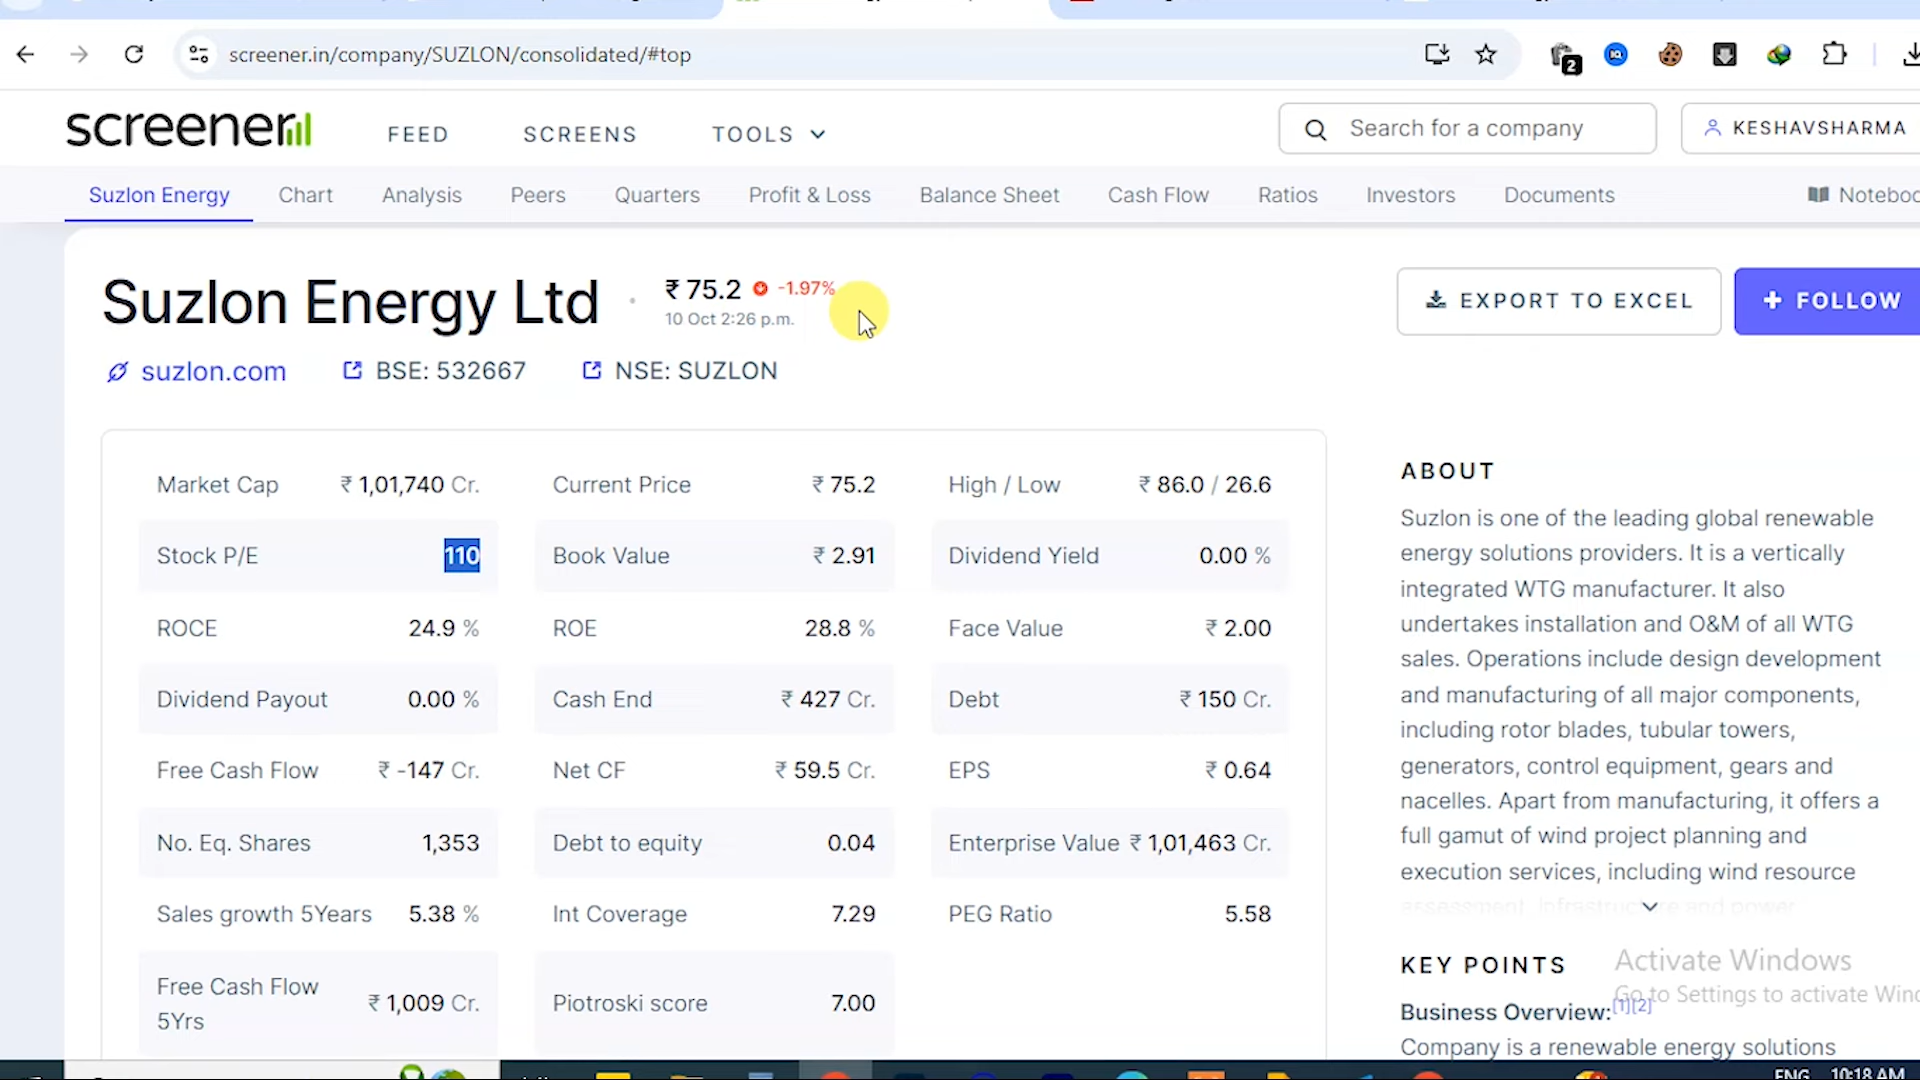 screener.in/company/SUZLON/consolidated/#top
2
screener
FEED
SCREENS
TOOLS
Search for a company
KESHAVSHARMA
Suzlon Energy
Chart
Analysis
Peers
Quarters
Profit & Loss
Balance Sheet
Cash Flow
Ratios
Investors
Documents
Suzlon Energy Ltd
₹ 75.2 -1.97%
10 Oct 2:26 p.m.
EXPORT TO EXCEL
+ FOLLOW
suzlon.com
BSE: 532667
NSE: SUZLON
Market Cap ₹ 1,01,740 Cr.
Current Price ₹ 75.2
High / Low ₹ 86.0 / 26.6
Stock P/E 110
Book Value ₹ 2.91
Dividend Yield 0.00 %
ROCE 24.9 %
ROE 28.8 %
Face Value ₹ 2.00
Dividend Payout 0.00 %
Cash End ₹ 427 Cr.
Debt ₹ 150 Cr.
Free Cash Flow ₹ -147 Cr.
Net CF ₹ 59.5 Cr.
EPS ₹ 0.64
No. Eq. Shares 1,353
Debt to equity 0.04
Enterprise Value ₹ 1,01,463 Cr.
Sales growth 5Years 5.38 %
Int Coverage 7.29
PEG Ratio 5.58
Free Cash Flow
5Yrs
₹ 1,009 Cr.
Piotroski score 7.00
ABOUT
Suzlon is one of the leading global renewable
energy solutions providers. It is a vertically
integrated WTG manufacturer. It also
undertakes installation and O&M of all WTG
sales. Operations include design development
and manufacturing of all major components,
including rotor blades, tubular towers,
generators, control equipment, gears and
nacelles. Apart from manufacturing, it offers a
full gamut of wind project planning and
execution services, including wind resource
assessment, infrastructure and power
KEY POINTS
Business Overview:[1][2]
Company is a renewable energy solutions
Activate Windows
Go to Settings to activate
ENG 10:18 AM